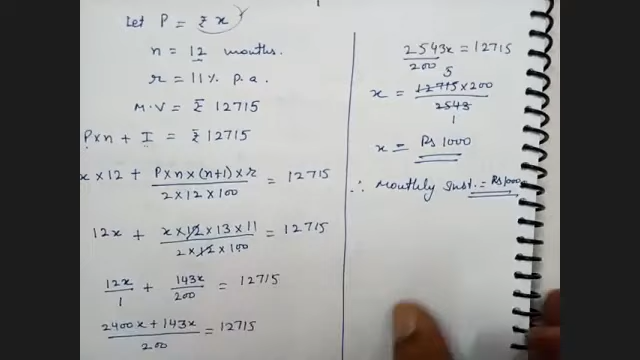 Let P = ₹ x
n = 12 months.
r = 11% p.a.
M.V = ₹ 12715
P×n + I = ₹ 12715
x × 12 + P×n×(n+1)×r / 2×12×100 = 12715
12x + x×12×13×11 / 2×12×100 = 12715
12x/1 + 143x/200 = 12715
2400x + 143x / 200 = 12715
2543x/200 = 12715
5
x = 12715×200 / 2543
1
x = Rs 1000
∴ Monthly Inst. = Rs 1000